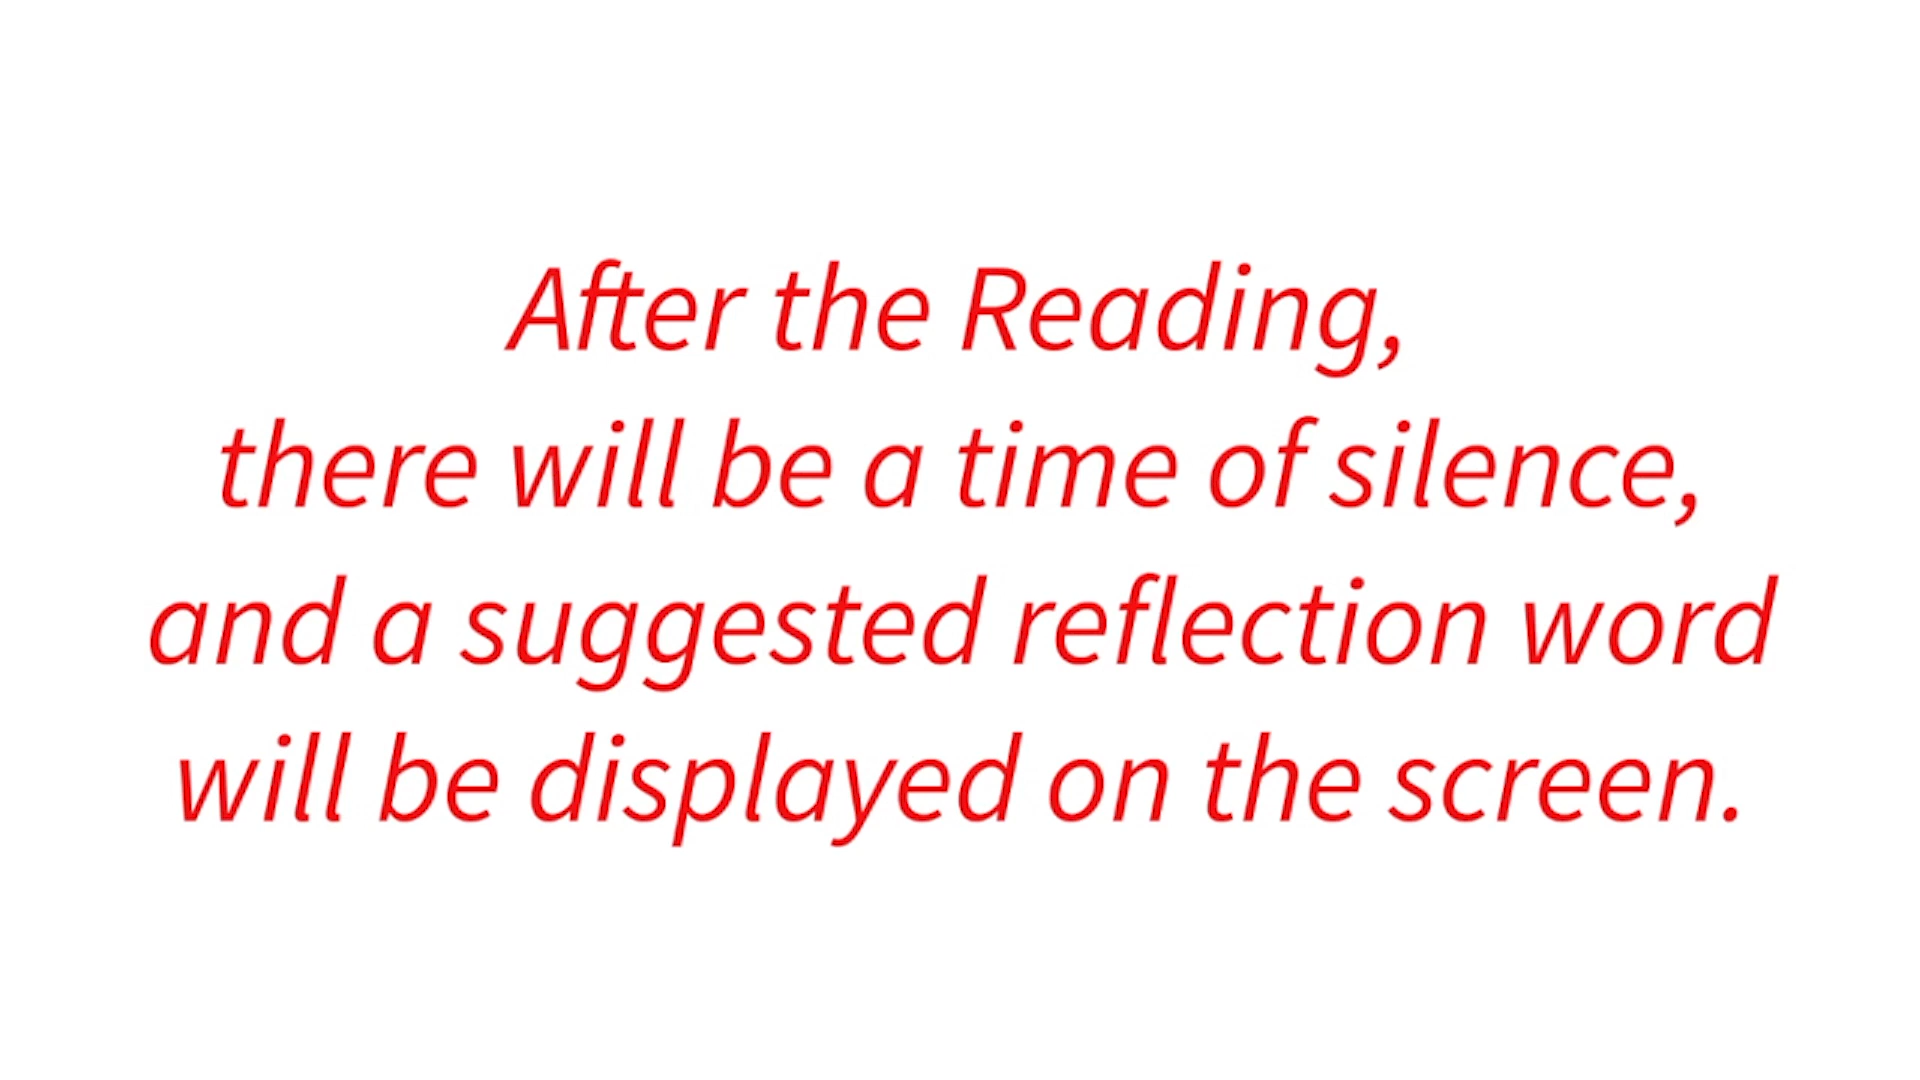 After the Reading,
there will be a time of silence,
and a suggested reflection word
will be displayed on the screen.